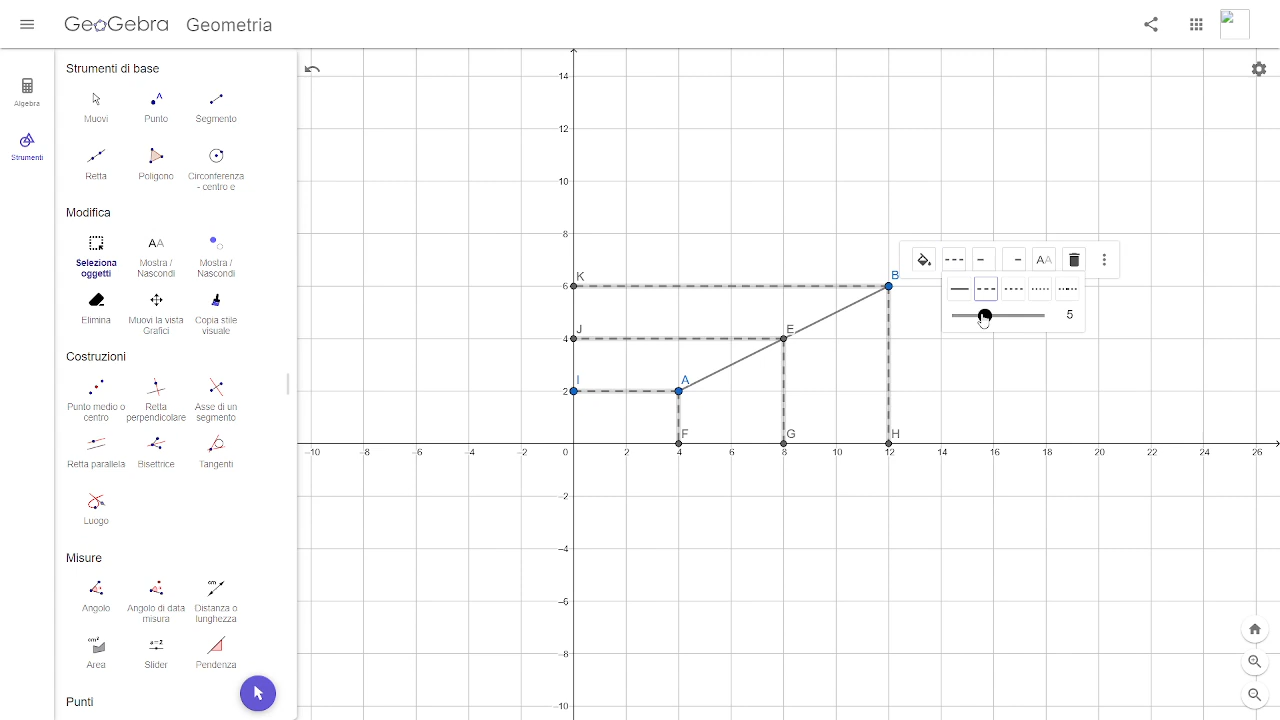 GeoGebra Geometria
Algebra
Strumenti
Strumenti di base
Muovi Punto Segmento
Retta Poligono Circonferenza
- centro e
Modifica
Seleziona Mostra / Mostra /
oggetti Nascondi Nascondi
Elimina Muovi la vista Copia stile
Grafici visuale
Costruzioni
Punto medio o Retta Asse di un
centro perpendicolare segmento
Retta parallela Bisettrice Tangenti
Luogo
Misure
cm
Angolo Angolo di data Distanza o
misura lunghezza
cm² a=2
Area Slider Pendenza
Punti
14
12
10
8
6
4
2
0
–2
–4
–6
–8
–10
–10 –8 –6 –4 –2 2 4 6 8 10 12 14 16 18 20 22 24 26
K B
J E
I A
F G H
AA
5